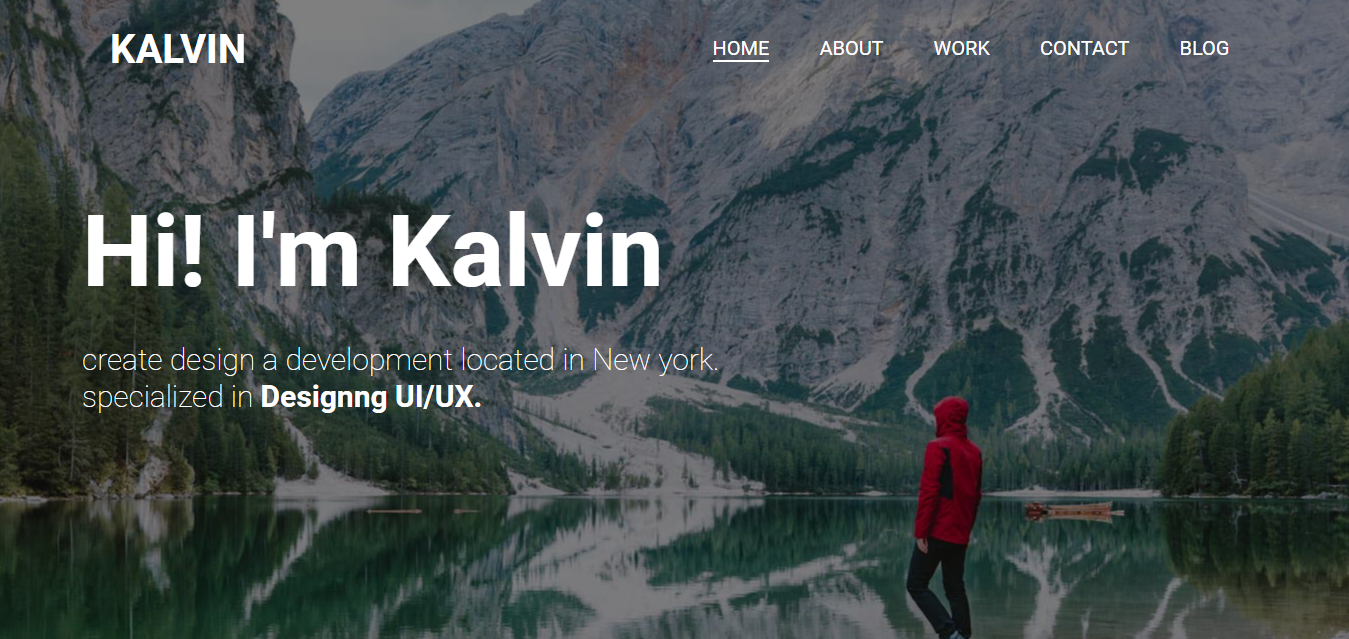 KALVIN
HOME ABOUT WORK CONTACT BLOG
Hi! I'm Kalvin
create design a development located in New york.
specialized in Designng UI/UX.